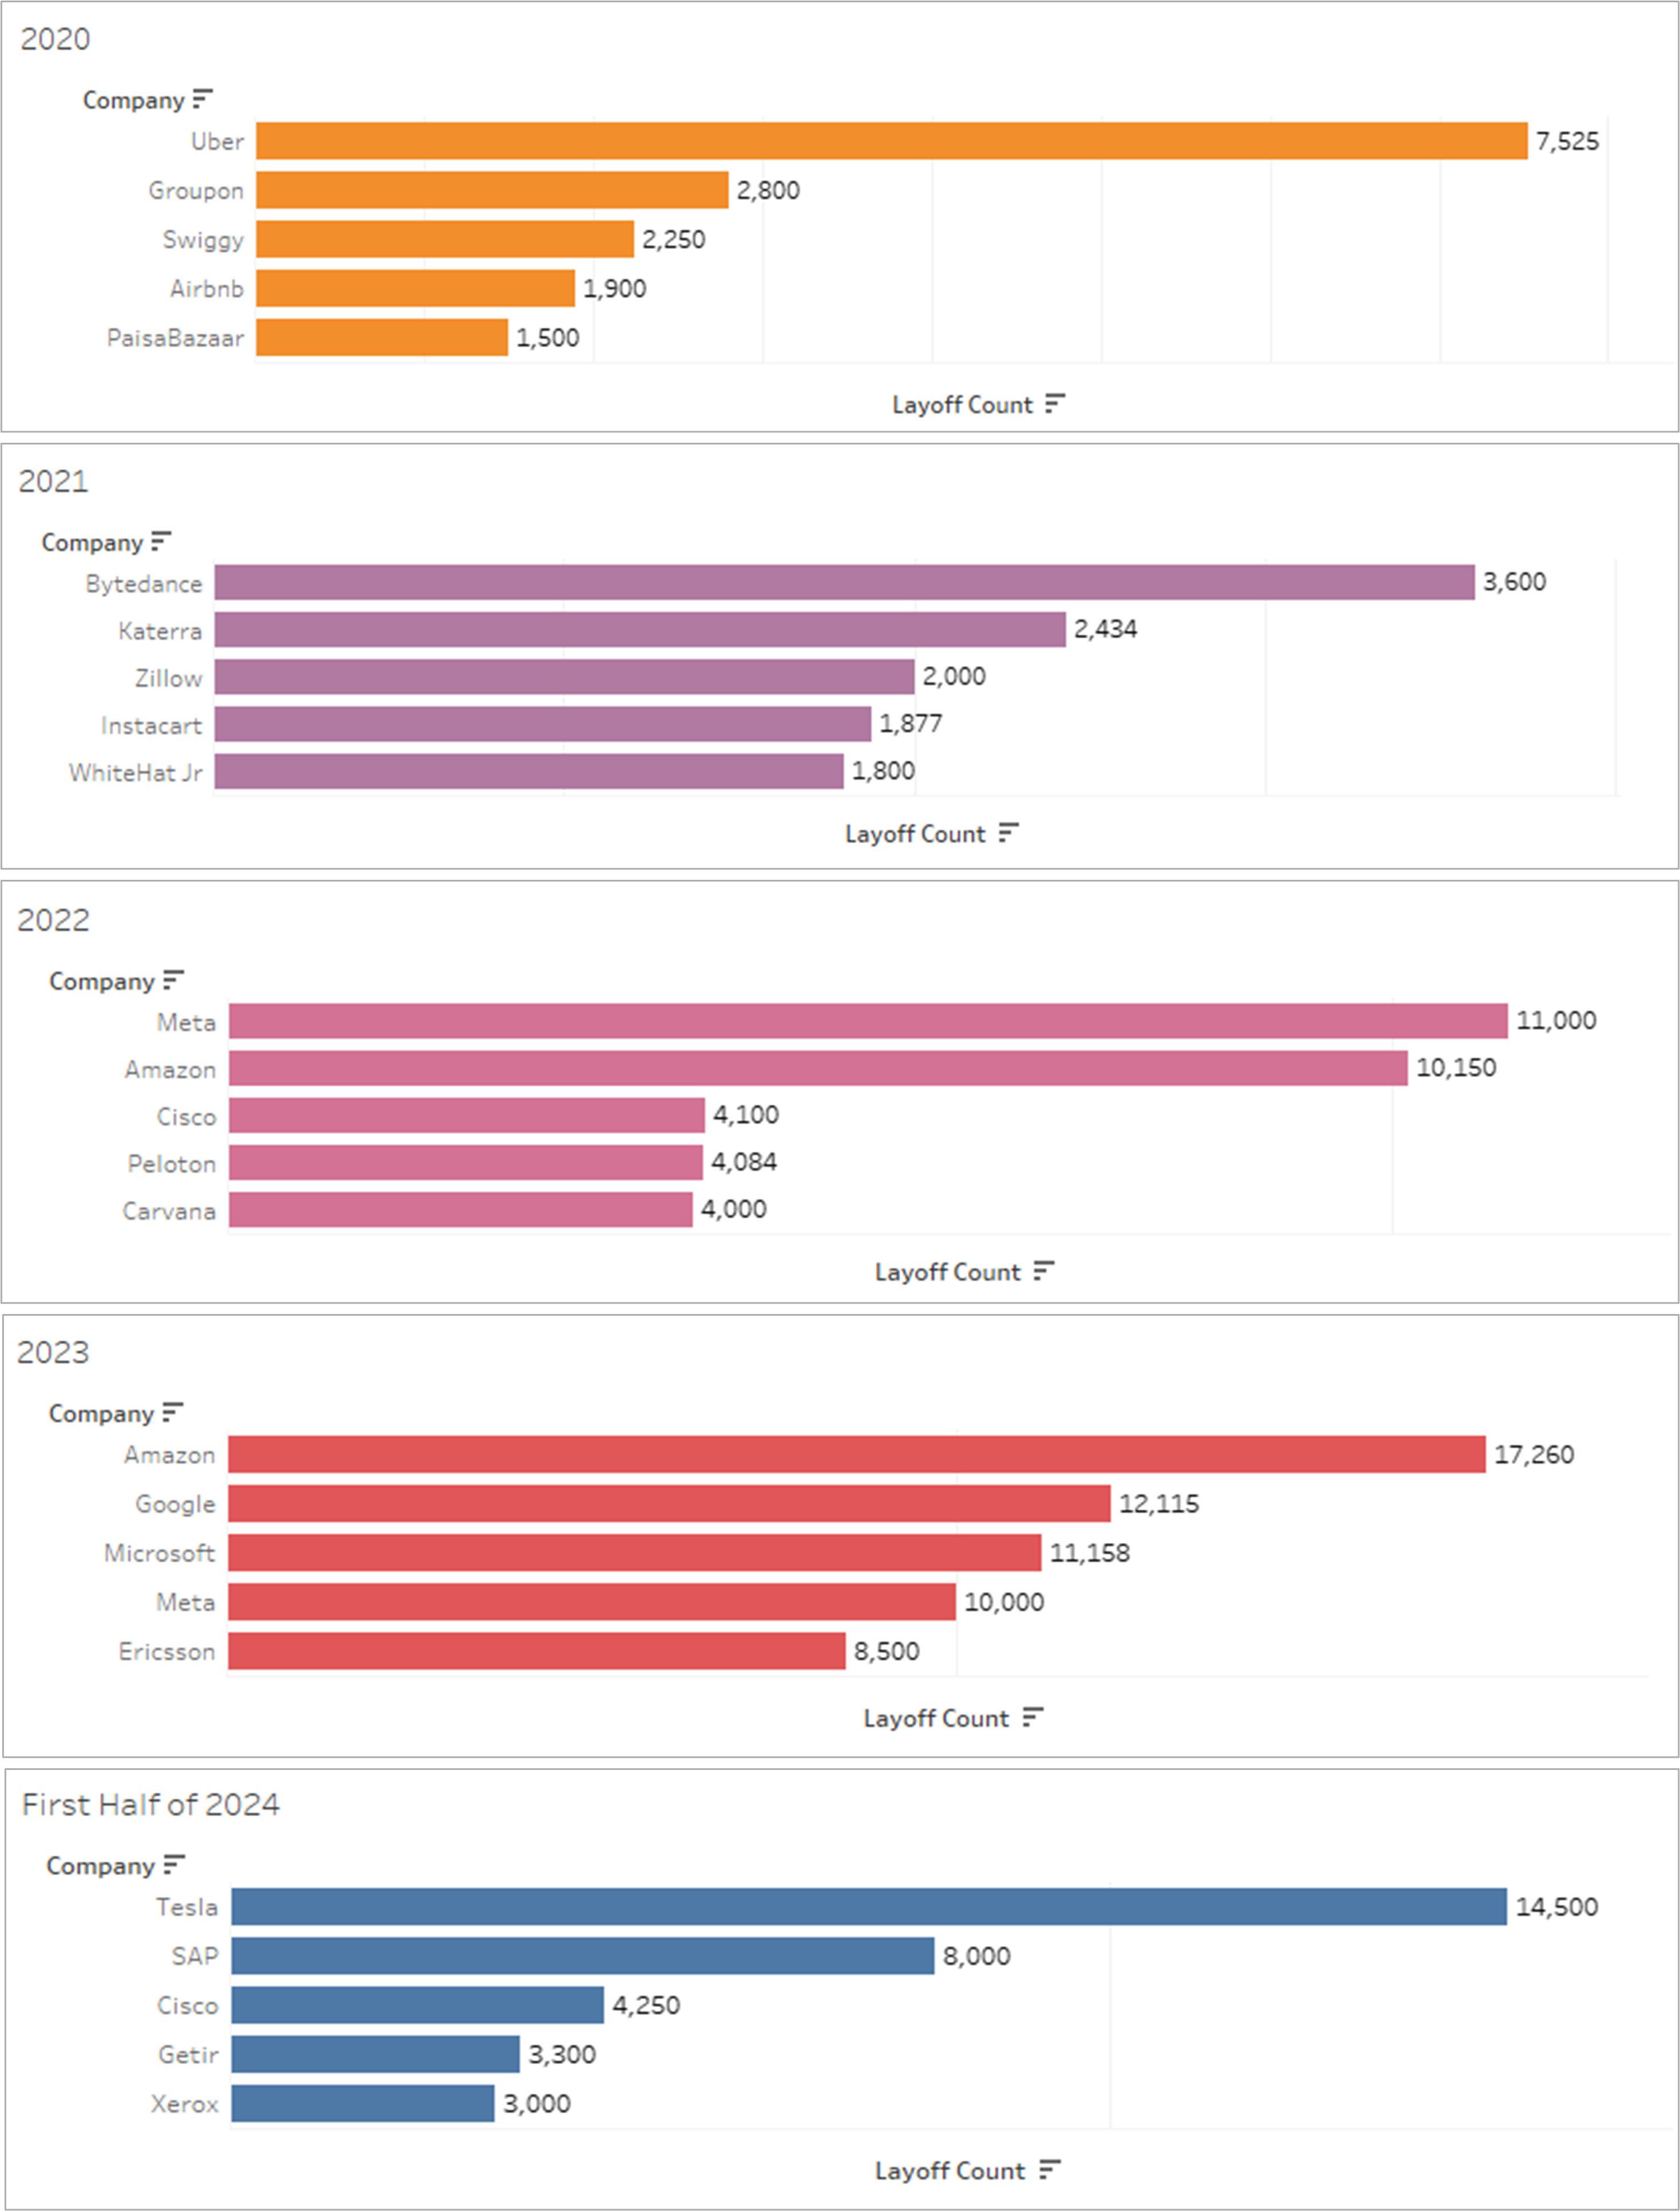 2020
Company
Uber 7,525
Groupon 2,800
Swiggy 2,250
Airbnb 1,900
PaisaBazaar 1,500
Layoff Count
2021
Company
Bytedance 3,600
Katerra 2,434
Zillow 2,000
Instacart 1,877
WhiteHat Jr 1,800
Layoff Count
2022
Company
Meta 11,000
Amazon 10,150
Cisco 4,100
Peloton 4,084
Carvana 4,000
Layoff Count
2023
Company
Amazon 17,260
Google 12,115
Microsoft 11,158
Meta 10,000
Ericsson 8,500
Layoff Count
First Half of 2024
Company
Tesla 14,500
SAP 8,000
Cisco 4,250
Getir 3,300
Xerox 3,000
Layoff Count